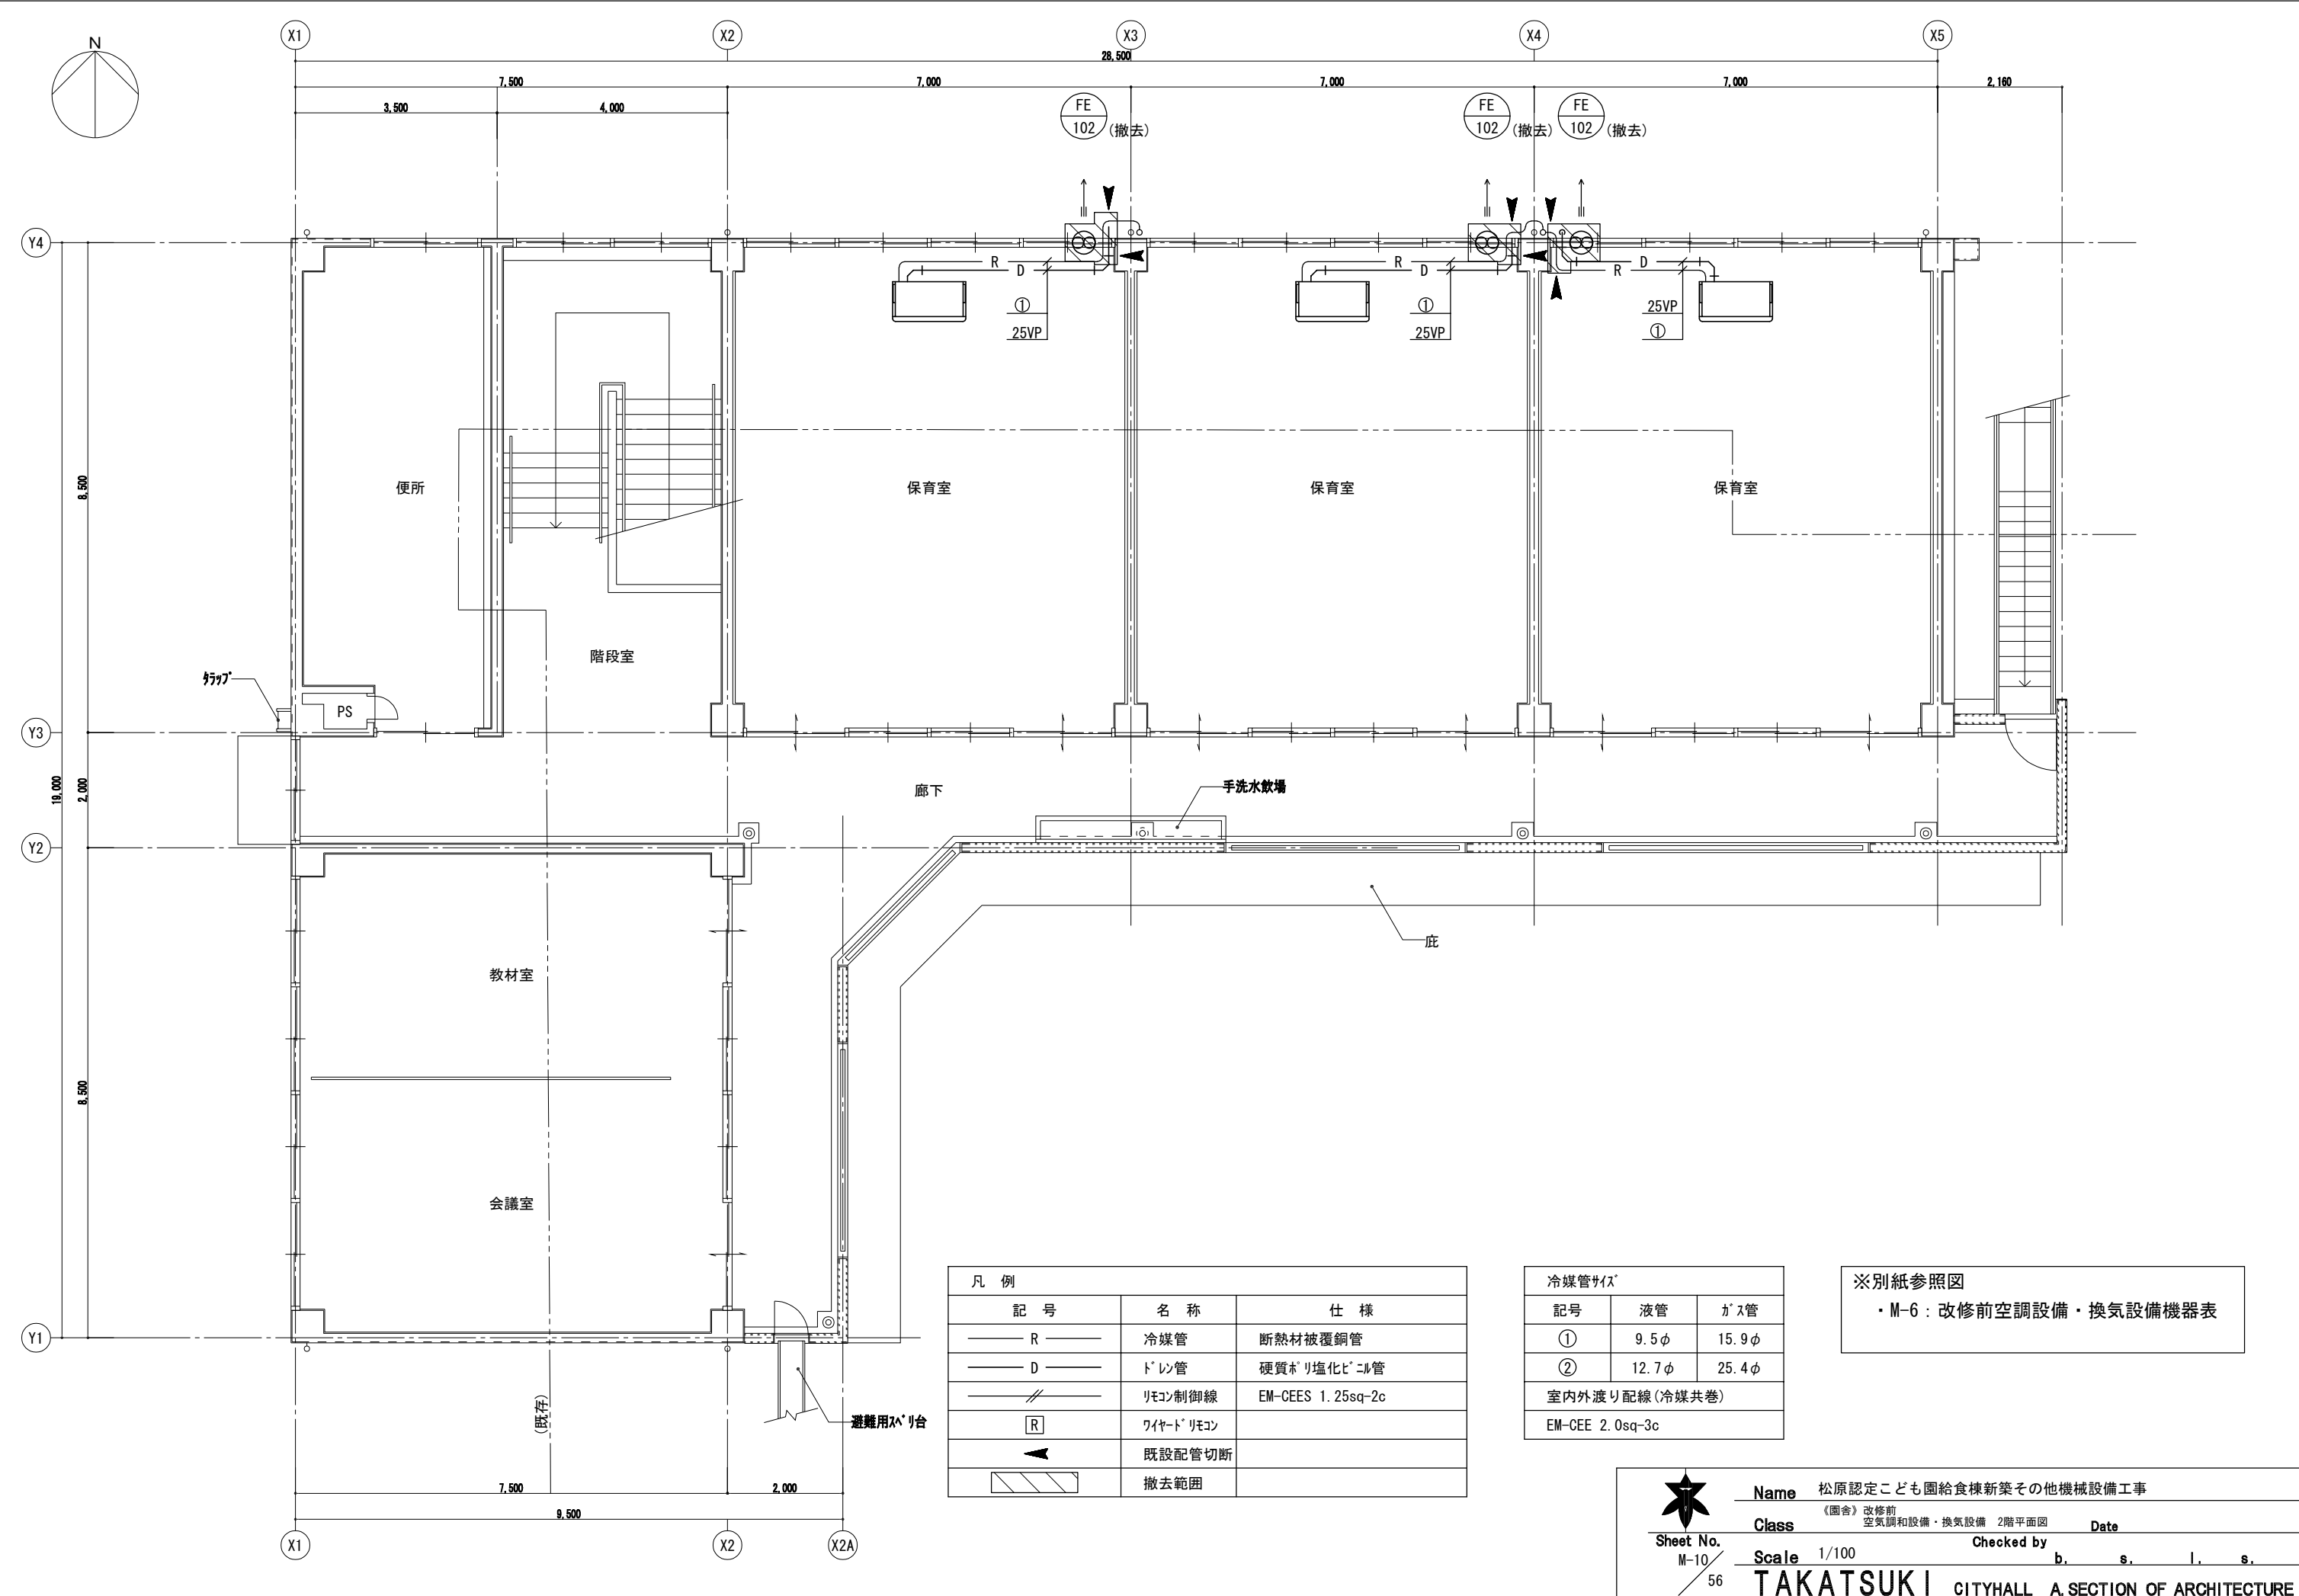 N
X1 X2 X3 X4 X5
28,500
7,500 7,000 7,000 7,000 2,160
3,500 4,000
FE 102 (撤去)
FE 102 (撤去)
FE 102 (撤去)
Y4
R D
① 25VP
R D
① 25VP
D R
25VP ①
8,500
便所
保育室
保育室
保育室
階段室
ﾀﾗｯﾌﾟ
PS
Y3
19,000
2,000
廊下
手洗水飲場
Y2
庇
教材室
8,500
会議室
Y1
(既存)
避難用ｽﾍﾞﾘ台
7,500 2,000
9,500
X1 X2 X2A
凡 例
記 号 名 称 仕 様
R 冷媒管 断熱材被覆銅管
D ﾄﾞﾚﾝ管 硬質ﾎﾟﾘ塩化ﾋﾞﾆﾙ管
ﾘﾓｺﾝ制御線 EM-CEES 1.25sq-2c
R ﾜｲﾔｰﾄﾞﾘﾓｺﾝ
既設配管切断
撤去範囲
冷媒管ｻｲｽﾞ
記号 液管 ｶﾞｽ管
① 9.5φ 15.9φ
② 12.7φ 25.4φ
室内外渡り配線(冷媒共巻)
EM-CEE 2.0sq-3c
※別紙参照図
・M-6：改修前空調設備・換気設備機器表
Name 松原認定こども園給食棟新築その他機械設備工事
《園舎》改修前
Class 空気調和設備・換気設備 2階平面図 Date
Sheet No. Checked by
M-10/56 Scale 1/100 b. s. l. s.
TAKATSUKI CITYHALL A.SECTION OF ARCHITECTURE